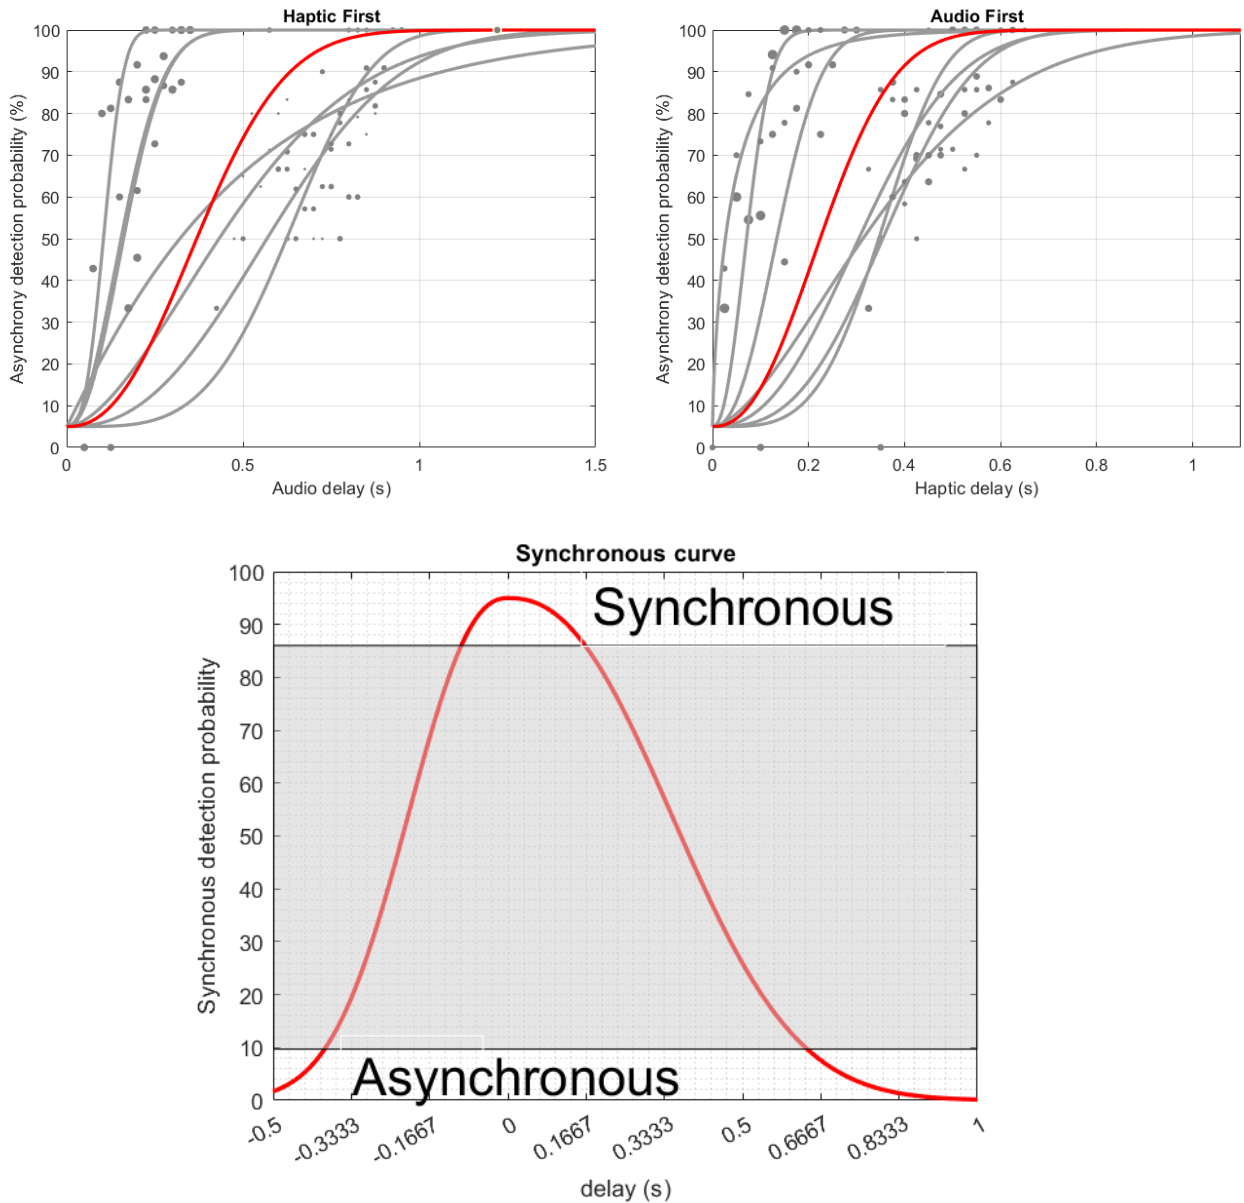 Haptic First
100
90
80
70
60
50
40
30
20
10
0
Asynchrony detection probability (%)
0 0.5 1 1.5
Audio delay (s)
Audio First
100
90
80
70
60
50
40
30
20
10
0
Asynchrony detection probability (%)
0 0.2 0.4 0.6 0.8 1
Haptic delay (s)
Synchronous curve
100
90
80
70
60
50
40
30
20
10
0
Synchronous detection probability
Synchronous
Asynchronous
-0.5 -0.3333 -0.1667 0 0.1667 0.3333 0.5 0.6667 0.8333 1
delay (s)